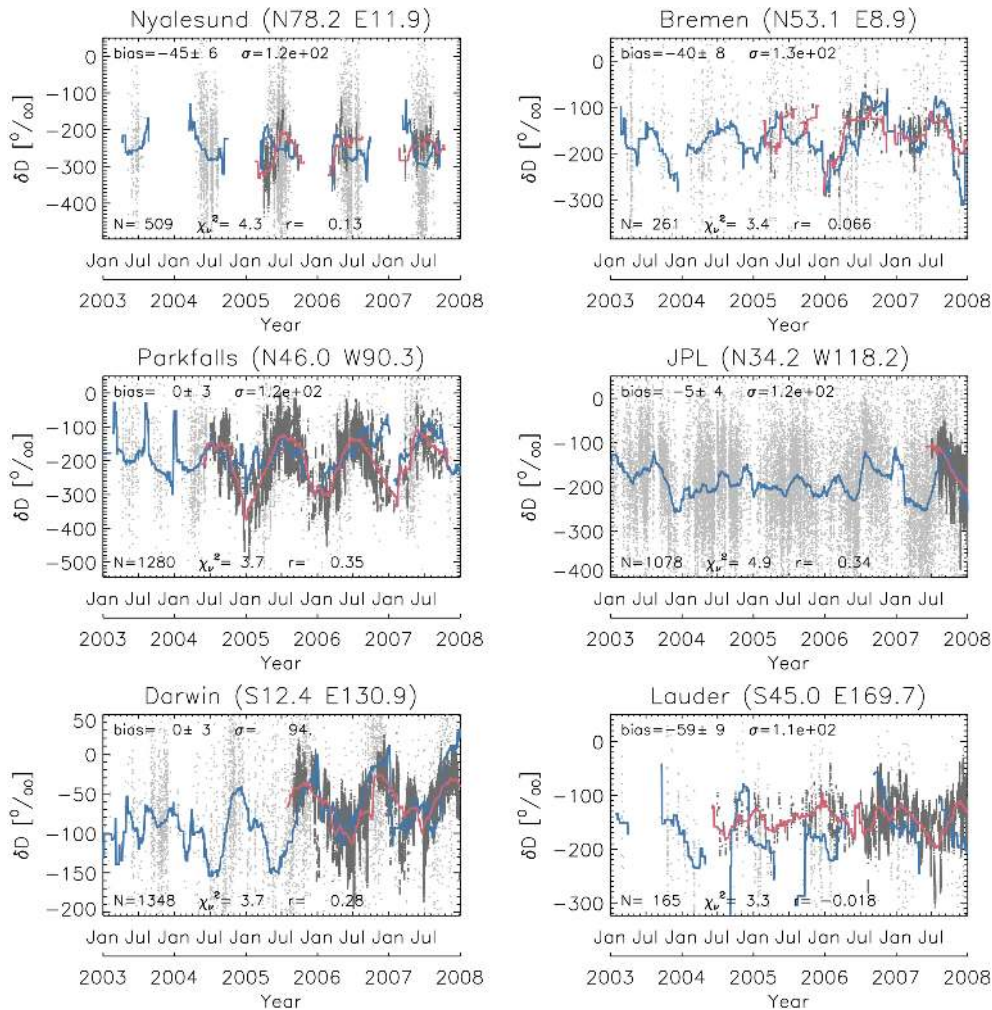 Nyalesund (N78.2 E11.9)
bias=−45± 6 σ=1.2e+02
0
−100
−200
−300
−400
δD [°/∞]
N= 509 χν²= 4.3 r= 0.13
Jan Jul Jan Jul Jan Jul Jan Jul Jan Jul
2003 2004 2005 2006 2007 2008
Year
Bremen (N53.1 E8.9)
bias=−40± 8 σ=1.3e+02
0
−100
−200
−300
δD [°/∞]
N= 261 χν²= 3.4 r= 0.066
Jan Jul Jan Jul Jan Jul Jan Jul Jan Jul
2003 2004 2005 2006 2007 2008
Year
Parkfalls (N46.0 W90.3)
bias= 0± 3 σ=1.2e+02
0
−100
−200
−300
−400
−500
δD [°/∞]
N=1280 χν²= 3.7 r= 0.35
Jan Jul Jan Jul Jan Jul Jan Jul Jan Jul
2003 2004 2005 2006 2007 2008
Year
JPL (N34.2 W118.2)
bias= −5± 4 σ=1.2e+02
0
−100
−200
−300
−400
δD [°/∞]
N=1078 χν²= 4.9 r= 0.34
Jan Jul Jan Jul Jan Jul Jan Jul Jan Jul
2003 2004 2005 2006 2007 2008
Year
Darwin (S12.4 E130.9)
bias= 0± 3 σ= 94.
50
0
−50
−100
−150
−200
δD [°/∞]
N=1348 χν²= 3.7 r= 0.28
Jan Jul Jan Jul Jan Jul Jan Jul Jan Jul
2003 2004 2005 2006 2007 2008
Year
Lauder (S45.0 E169.7)
bias=−59± 9 σ=1.1e+02
0
−100
−200
−300
δD [°/∞]
N= 165 χν²= 3.3 r= −0.018
Jan Jul Jan Jul Jan Jul Jan Jul Jan Jul
2003 2004 2005 2006 2007 2008
Year